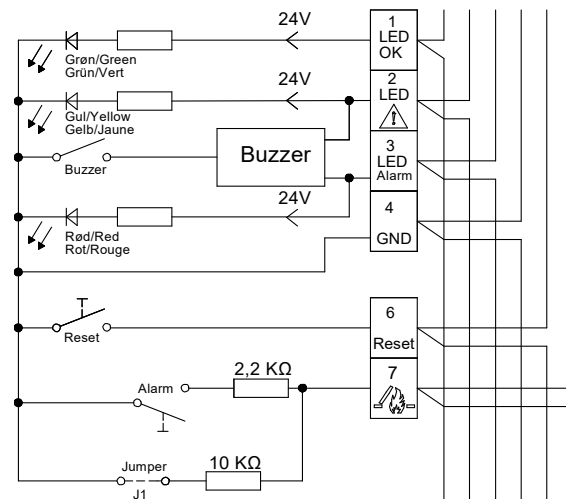 24V
1
LED
OK
Grøn/Green
Grün/Vert
24V
2
LED
Gul/Yellow
Gelb/Jaune
Buzzer
Buzzer
3
LED
Alarm
24V
4
GND
Rød/Red
Rot/Rouge
6
Reset
Reset
7
Alarm
2,2 KΩ
Jumper
J1
10 KΩ